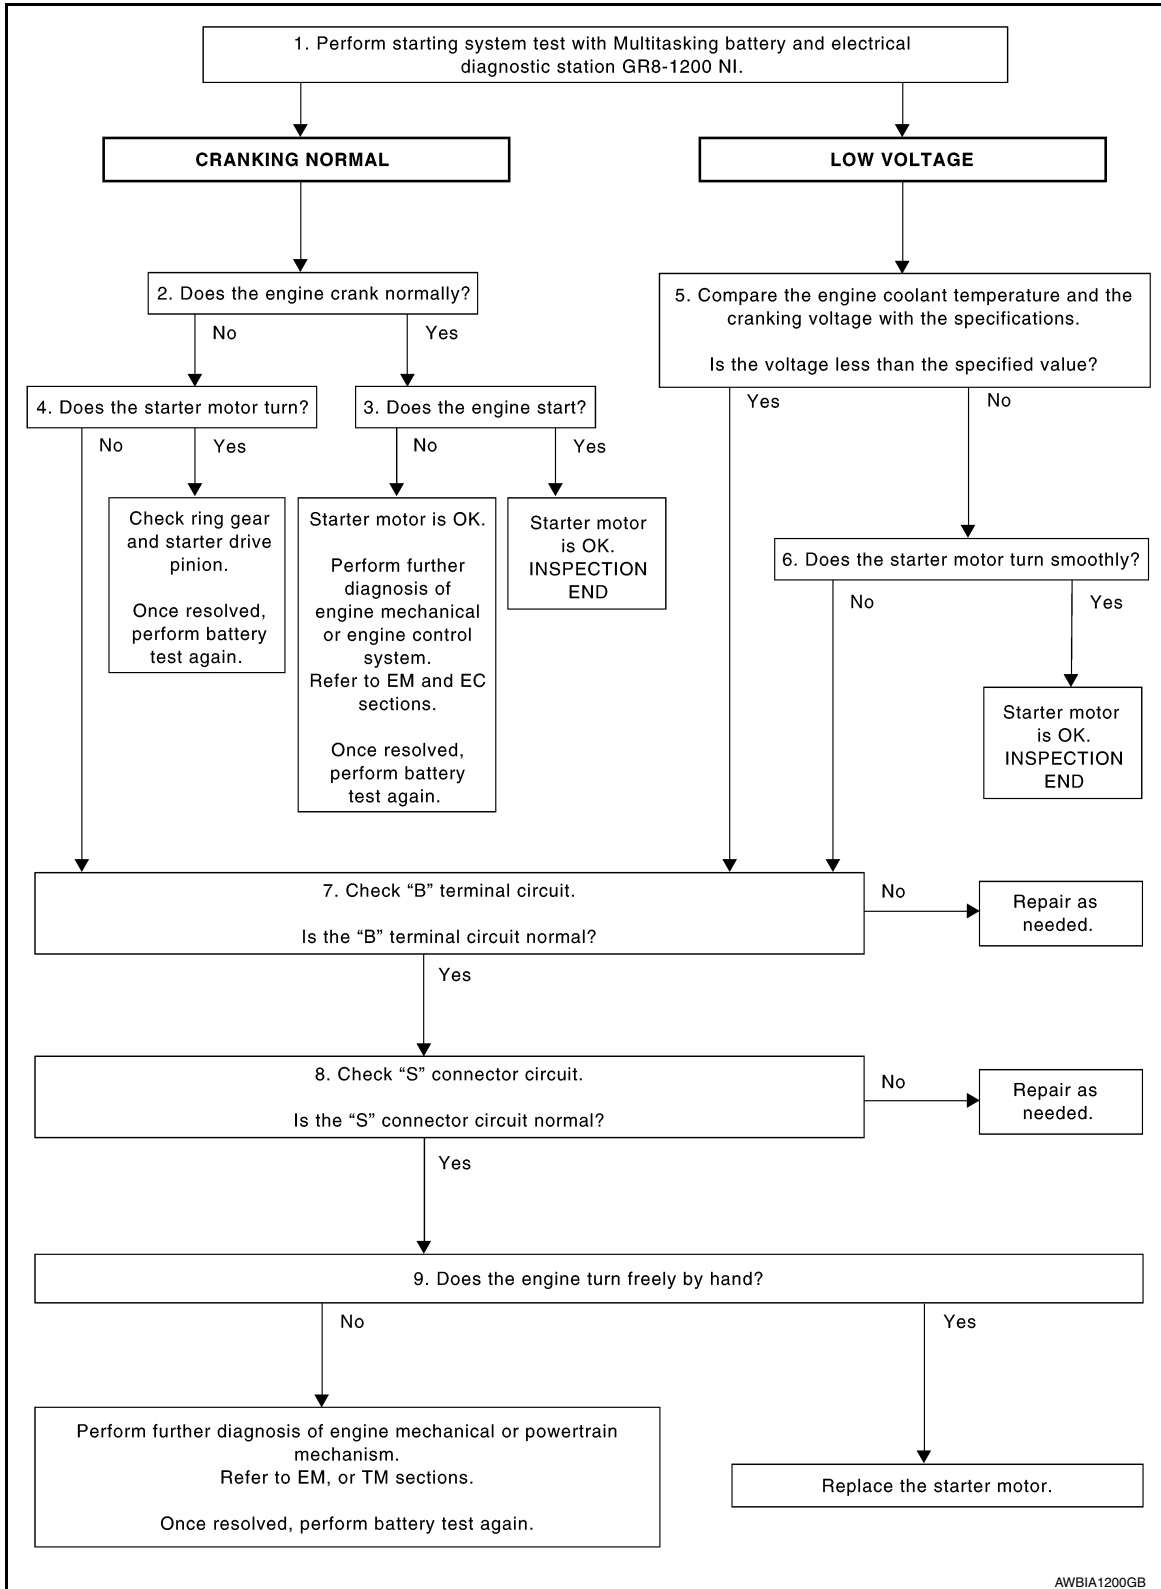 1. Perform starting system test with Multitasking battery and electrical
diagnostic station GR8-1200 NI.
CRANKING NORMAL
LOW VOLTAGE
2. Does the engine crank normally?
No
Yes
5. Compare the engine coolant temperature and the
cranking voltage with the specifications.
Is the voltage less than the specified value?
Yes
No
4. Does the starter motor turn?
No
Yes
3. Does the engine start?
No
Yes
Check ring gear
and starter drive
pinion.
Once resolved,
perform battery
test again.
Starter motor is OK.
Perform further
diagnosis of
engine mechanical
or engine control
system.
Refer to EM and EC
sections.
Once resolved,
perform battery
test again.
Starter motor
is OK.
INSPECTION
END
6. Does the starter motor turn smoothly?
No
Yes
Starter motor
is OK.
INSPECTION
END
7. Check “B” terminal circuit.
Is the “B” terminal circuit normal?
No
Repair as
needed.
Yes
8. Check “S” connector circuit.
Is the “S” connector circuit normal?
No
Repair as
needed.
Yes
9. Does the engine turn freely by hand?
No
Yes
Perform further diagnosis of engine mechanical or powertrain
mechanism.
Refer to EM, or TM sections.
Once resolved, perform battery test again.
Replace the starter motor.
AWBIA1200GB